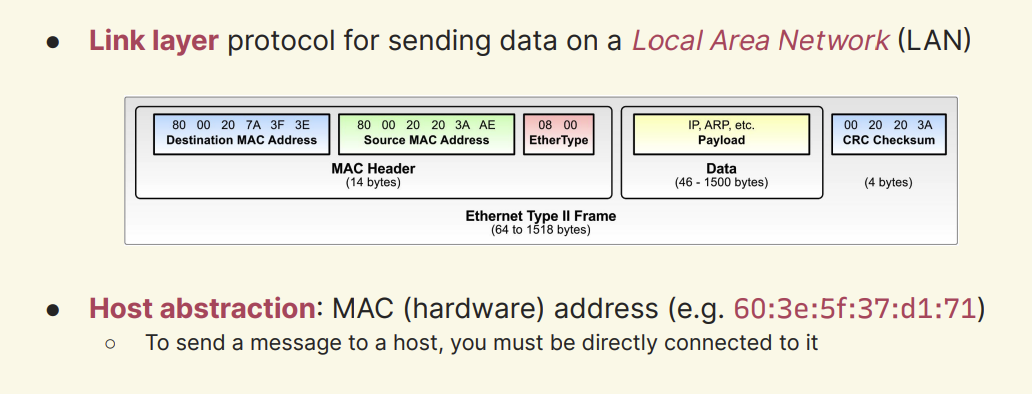 ● Link layer protocol for sending data on a Local Area Network (LAN)
80 00 20 7A 3F 3E
Destination MAC Address
80 00 20 20 3A AE
Source MAC Address
08 00
EtherType
IP, ARP, etc.
Payload
00 20 20 3A
CRC Checksum
MAC Header
(14 bytes)
Data
(46 - 1500 bytes)
(4 bytes)
Ethernet Type II Frame
(64 to 1518 bytes)
● Host abstraction: MAC (hardware) address (e.g. 60:3e:5f:37:d1:71)
○ To send a message to a host, you must be directly connected to it